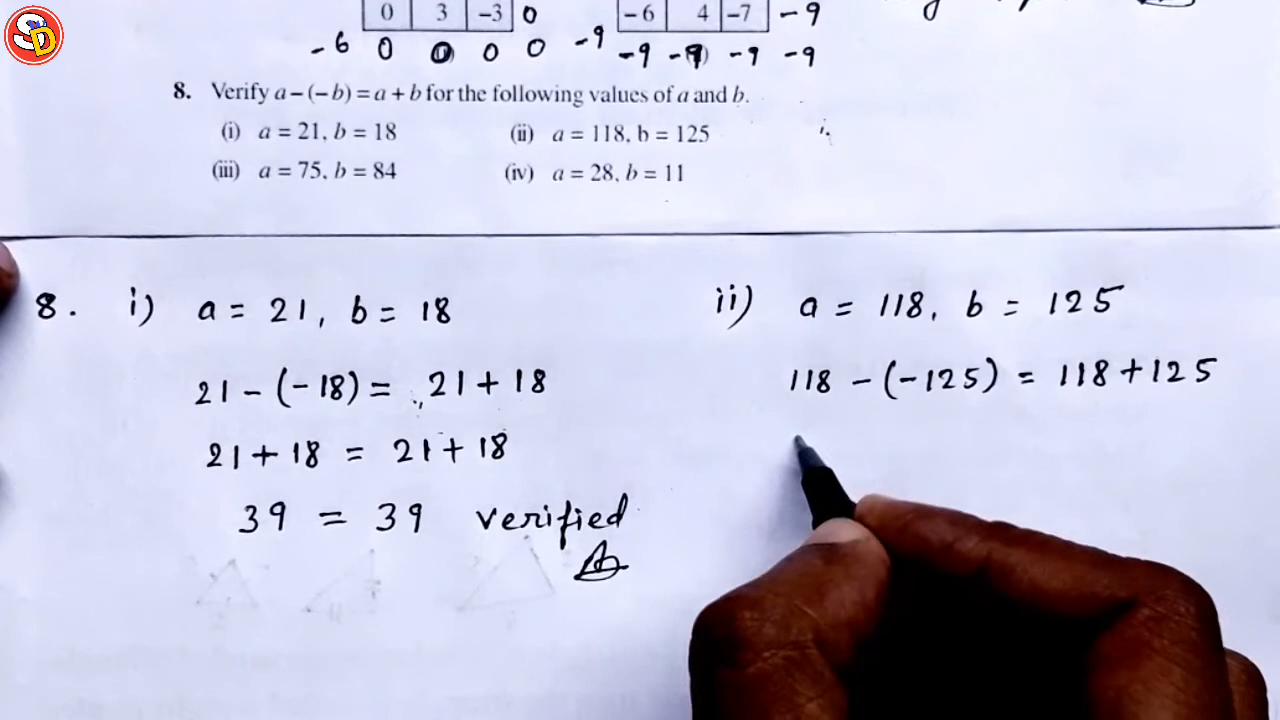 SD
0 3 -3 0
-6 4 -7 -9
-6 0 0 0 0
-9 -9 -9 -9 -9
8. Verify a-(-b) = a+b for the following values of a and b.
(i) a = 21, b = 18 (ii) a = 118, b = 125
(iii) a = 75, b = 84 (iv) a = 28, b = 11
8. i) a = 21, b = 18
21 - (-18) = 21 + 18
21 + 18 = 21 + 18
39 = 39 verified
ii) a = 118, b = 125
118 - (-125) = 118 + 125